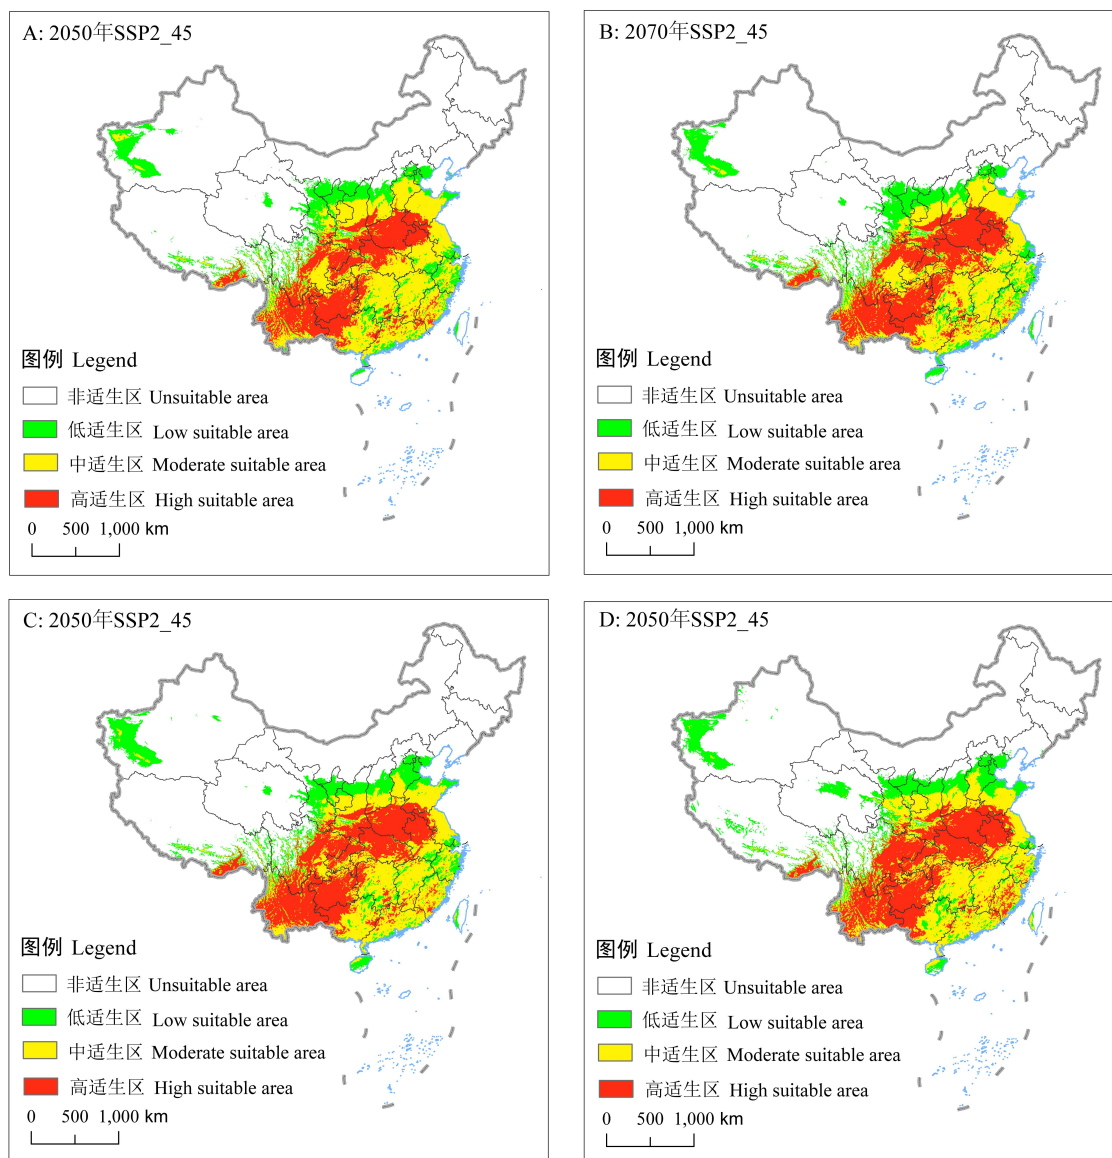 A: 2050年SSP2_45
图例 Legend
非适生区 Unsuitable area
低适生区 Low suitable area
中适生区 Moderate suitable area
高适生区 High suitable area
0 500 1,000 km
B: 2070年SSP2_45
图例 Legend
非适生区 Unsuitable area
低适生区 Low suitable area
中适生区 Moderate suitable area
高适生区 High suitable area
0 500 1,000 km
C: 2050年SSP2_45
图例 Legend
非适生区 Unsuitable area
低适生区 Low suitable area
中适生区 Moderate suitable area
高适生区 High suitable area
0 500 1,000 km
D: 2050年SSP2_45
图例 Legend
非适生区 Unsuitable area
低适生区 Low suitable area
中适生区 Moderate suitable area
高适生区 High suitable area
0 500 1,000 km